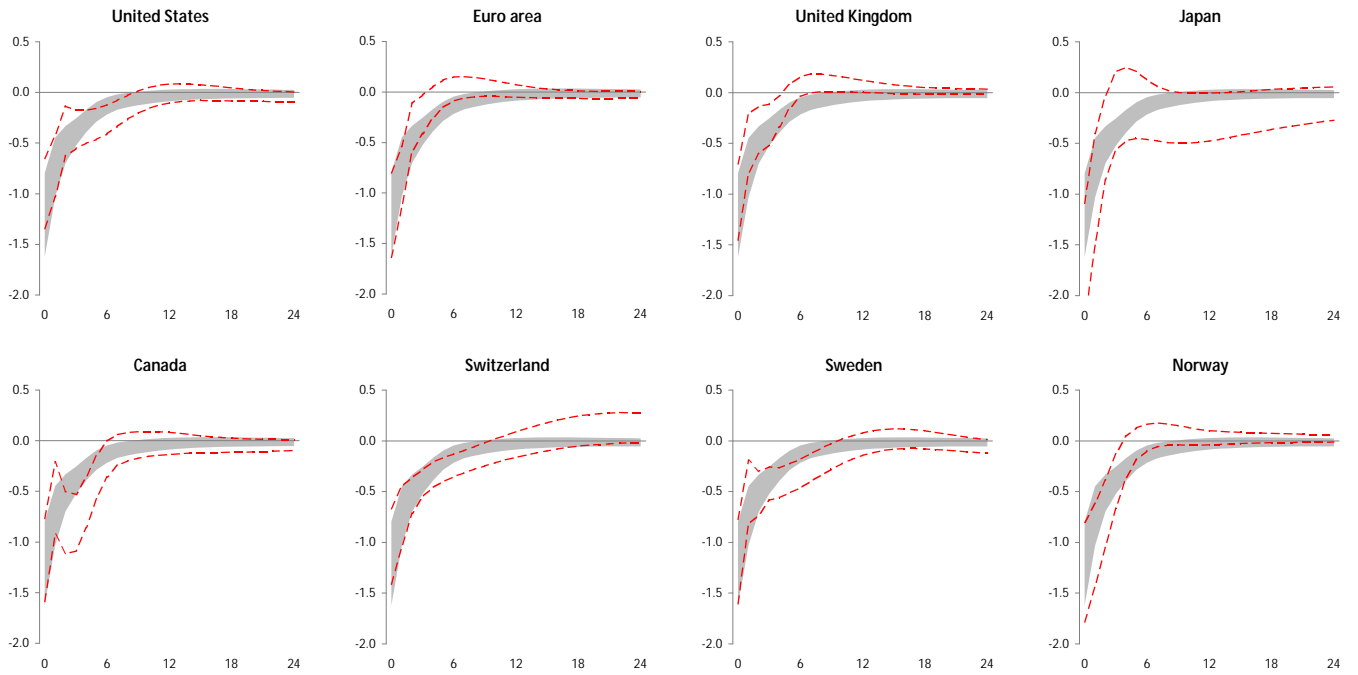 United States Euro area United Kingdom Japan
0.5 0.5 0.5 0.5
0.0 0.0 0.0 0.0
-0.5 -0.5 -0.5 -0.5
-1.0 -1.0 -1.0 -1.0
-1.5 -1.5 -1.5 -1.5
-2.0 -2.0 -2.0 -2.0
0 6 12 18 24 0 6 12 18 24 0 6 12 18 24 0 6 12 18 24
Canada Switzerland Sweden Norway
0.5 0.5 0.5 0.5
0.0 0.0 0.0 0.0
-0.5 -0.5 -0.5 -0.5
-1.0 -1.0 -1.0 -1.0
-1.5 -1.5 -1.5 -1.5
-2.0 -2.0 -2.0 -2.0
0 6 12 18 24 0 6 12 18 24 0 6 12 18 24 0 6 12 18 24